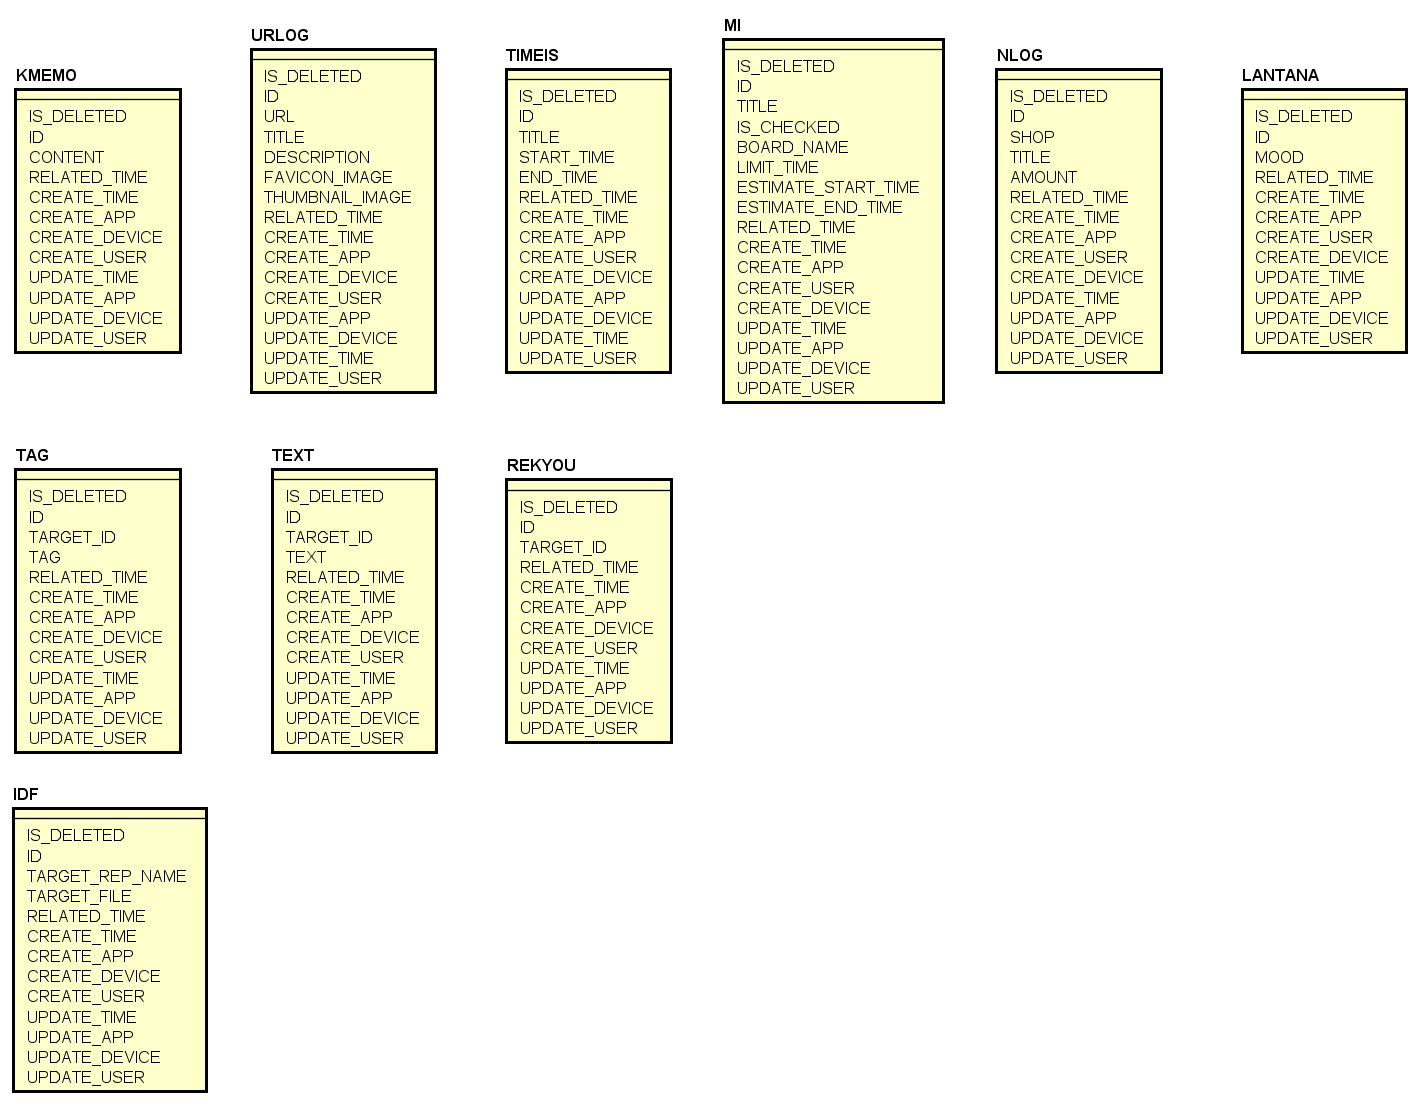 KMEMO
IS_DELETED
ID
CONTENT
RELATED_TIME
CREATE_TIME
CREATE_APP
CREATE_DEVICE
CREATE_USER
UPDATE_TIME
UPDATE_APP
UPDATE_DEVICE
UPDATE_USER
URLOG
IS_DELETED
ID
URL
TITLE
DESCRIPTION
FAVICON_IMAGE
THUMBNAIL_IMAGE
RELATED_TIME
CREATE_TIME
CREATE_APP
CREATE_DEVICE
CREATE_USER
UPDATE_APP
UPDATE_DEVICE
UPDATE_TIME
UPDATE_USER
TIMEIS
IS_DELETED
ID
TITLE
START_TIME
END_TIME
RELATED_TIME
CREATE_TIME
CREATE_APP
CREATE_USER
CREATE_DEVICE
UPDATE_APP
UPDATE_DEVICE
UPDATE_TIME
UPDATE_USER
MI
IS_DELETED
ID
TITLE
IS_CHECKED
BOARD_NAME
LIMIT_TIME
ESTIMATE_START_TIME
ESTIMATE_END_TIME
RELATED_TIME
CREATE_TIME
CREATE_APP
CREATE_USER
CREATE_DEVICE
UPDATE_TIME
UPDATE_APP
UPDATE_DEVICE
UPDATE_USER
NLOG
IS_DELETED
ID
SHOP
TITLE
AMOUNT
RELATED_TIME
CREATE_TIME
CREATE_APP
CREATE_USER
CREATE_DEVICE
UPDATE_TIME
UPDATE_APP
UPDATE_DEVICE
UPDATE_USER
LANTANA
IS_DELETED
ID
MOOD
RELATED_TIME
CREATE_TIME
CREATE_APP
CREATE_USER
CREATE_DEVICE
UPDATE_TIME
UPDATE_APP
UPDATE_DEVICE
UPDATE_USER
TAG
IS_DELETED
ID
TARGET_ID
TAG
RELATED_TIME
CREATE_TIME
CREATE_APP
CREATE_DEVICE
CREATE_USER
UPDATE_TIME
UPDATE_APP
UPDATE_DEVICE
UPDATE_USER
TEXT
IS_DELETED
ID
TARGET_ID
TEXT
RELATED_TIME
CREATE_TIME
CREATE_APP
CREATE_DEVICE
CREATE_USER
UPDATE_TIME
UPDATE_APP
UPDATE_DEVICE
UPDATE_USER
REKYOU
IS_DELETED
ID
TARGET_ID
RELATED_TIME
CREATE_TIME
CREATE_APP
CREATE_DEVICE
CREATE_USER
UPDATE_TIME
UPDATE_APP
UPDATE_DEVICE
UPDATE_USER
IDF
IS_DELETED
ID
TARGET_REP_NAME
TARGET_FILE
RELATED_TIME
CREATE_TIME
CREATE_APP
CREATE_DEVICE
CREATE_USER
UPDATE_TIME
UPDATE_APP
UPDATE_DEVICE
UPDATE_USER